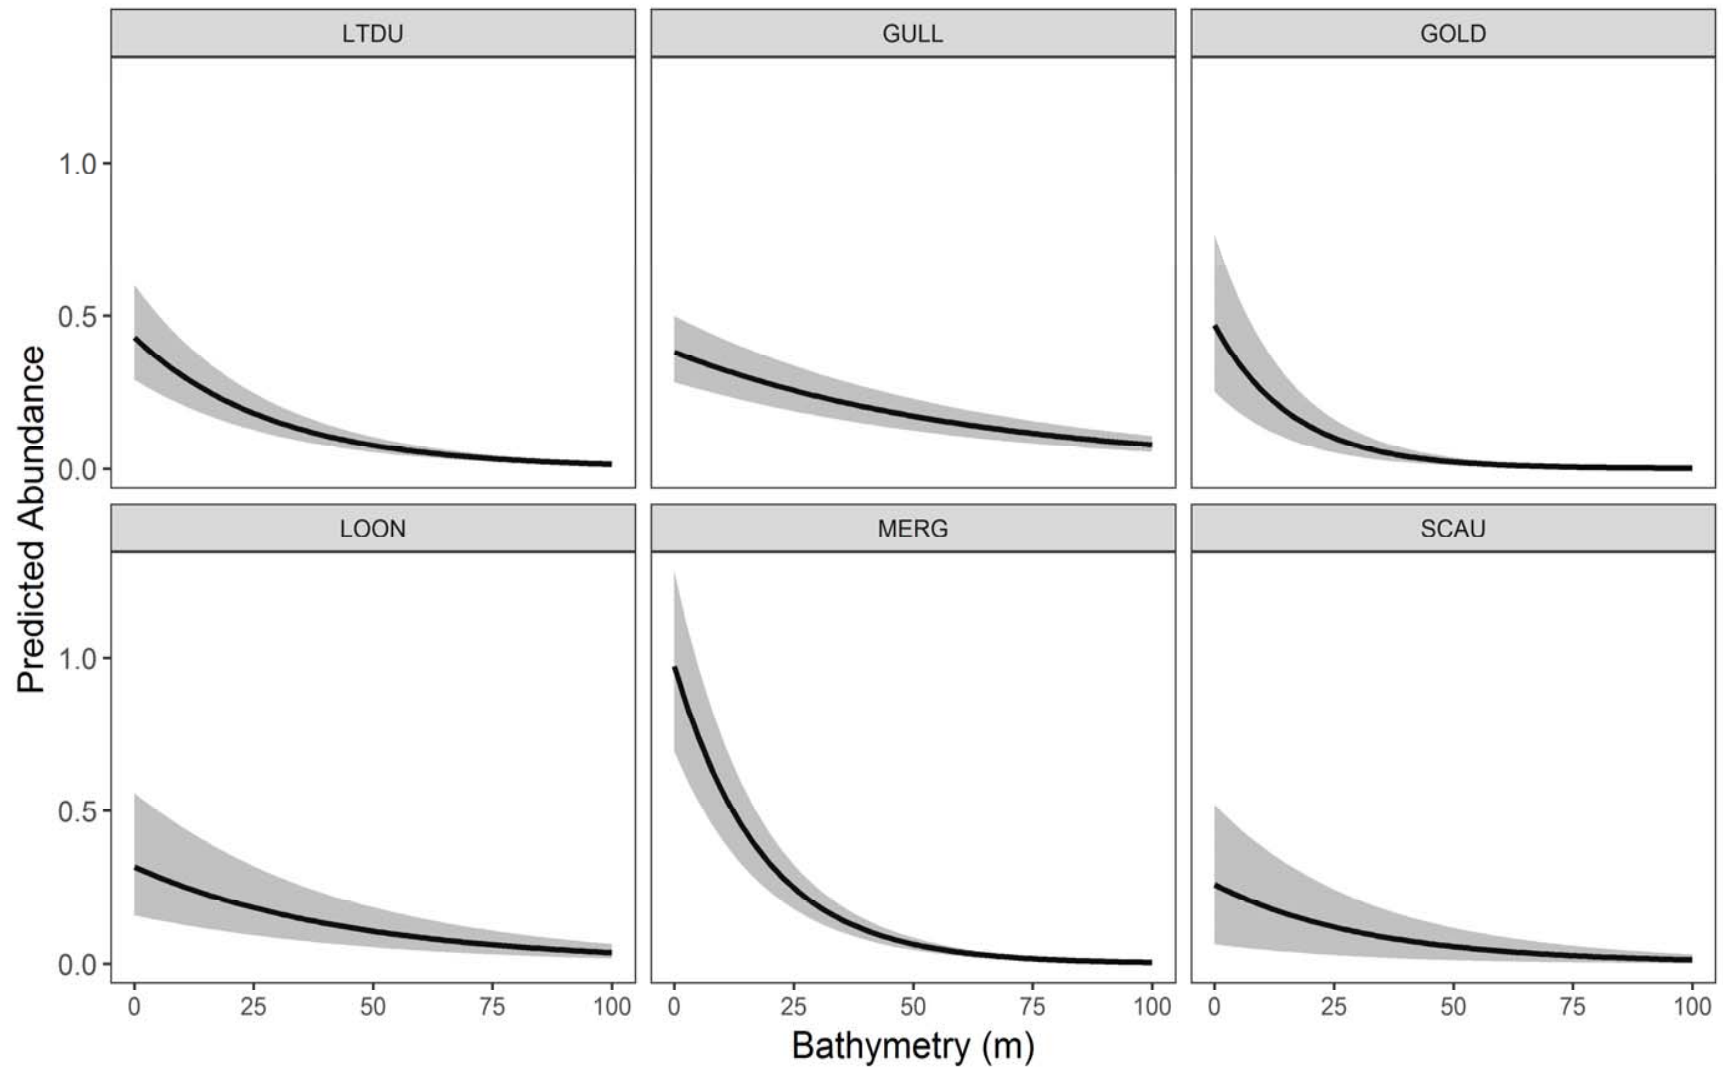 LTDU GULL GOLD
1.0
0.5
0.0
LOON MERG SCAU
1.0
0.5
0.0
0 25 50 75 100 0 25 50 75 100 0 25 50 75 100
Predicted Abundance
Bathymetry (m)